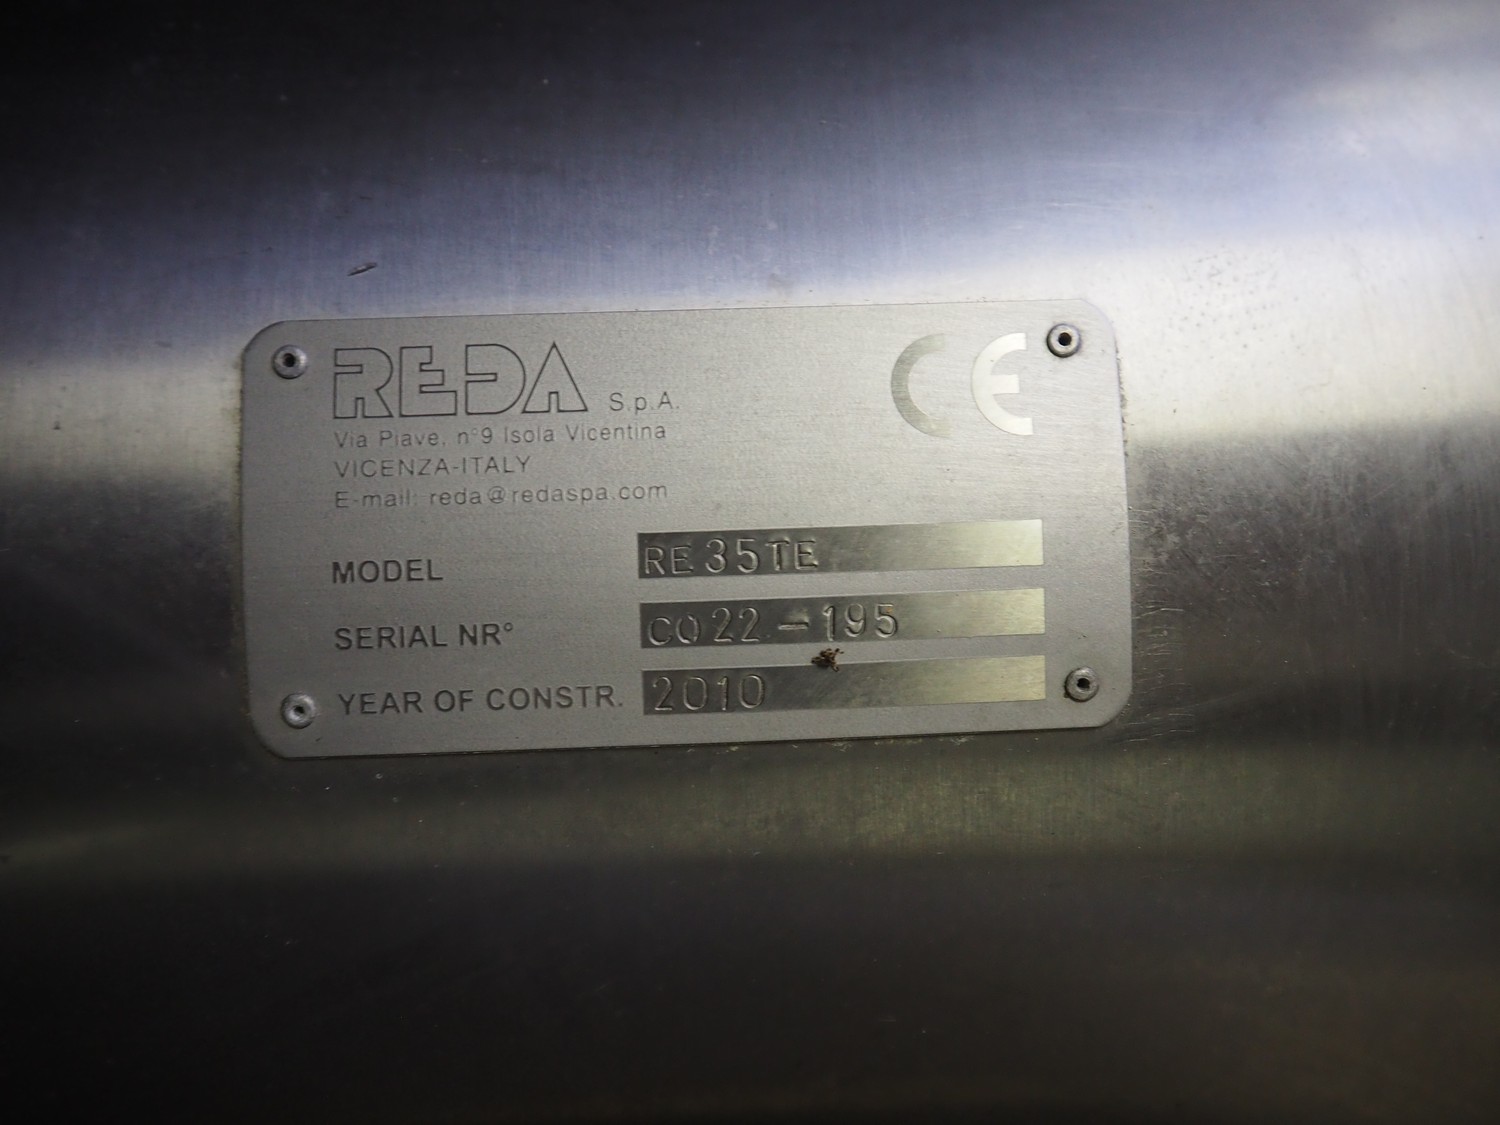 REDA S.p.A.
CE
Via Piave, n°9 Isola Vicentina
VICENZA-ITALY
E-mail: reda@redaspa.com
MODEL RE35TE
SERIAL NR° CO22-195
YEAR OF CONSTR. 2010